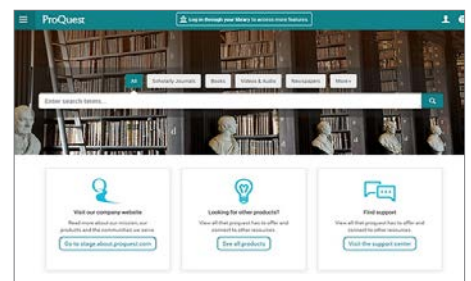 ProQuest
Log in through your library to access more features
All
Scholarly Journals
Books
Videos & Audio
Newspapers
More+
Enter search terms...
Visit our company website
Read more about our mission, our
products and the communities we serve
Go to stage about.proquest.com
Looking for other products?
View all that proquest has to offer and
connect to other resources.
See all products
Find support
View all that proquest has to offer and
connect to other resources.
Visit the support center